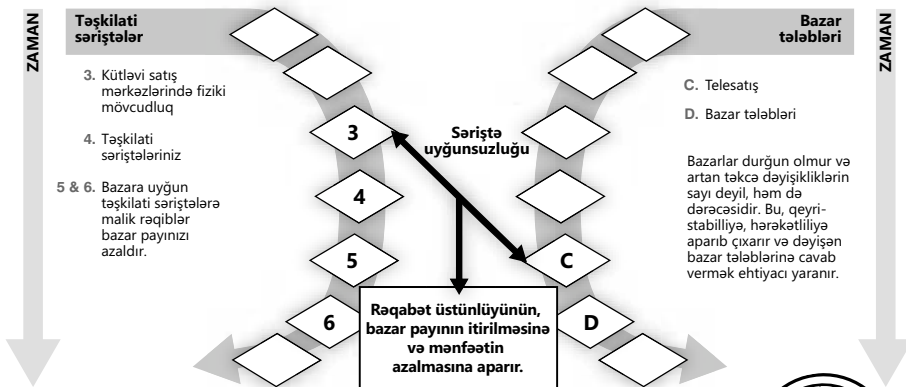 ZAMAN
Təşkilati
səriştələr
3. Kütləvi satış
mərkəzlərində fiziki
mövcudluq
4. Təşkilati
səriştələriniz
5 & 6. Bazara uyğun
təşkilati səriştələrə
malik rəqiblər
bazar payınızı
azaldır.
3
4
5
6
Səriştə
uyğunsuzluğu
C
D
Rəqabət üstünlüyünün,
bazar payının itirilməsinə
və mənfəətin
azalmasına aparır.
Bazar
tələbləri
C. Telesatış
D. Bazar tələbləri
Bazarlar durğun olmur və
artan təkcə dəyişikliklərin
sayı deyil, həm də
dərəcəsidir. Bu, qeyri-
stabilliyə, hərəkətliliyə
aparıb çıxarır və dəyişən
bazar tələblərinə cavab
vermək ehtiyacı yaranır.
ZAMAN